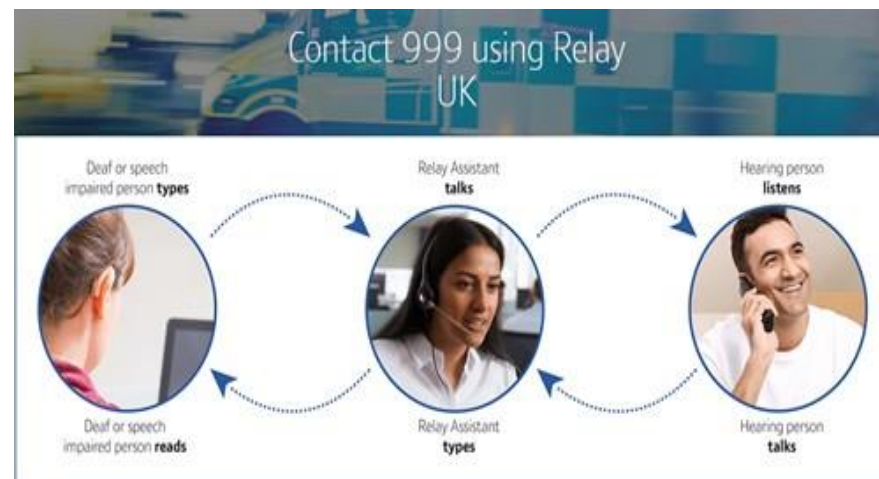 Contact 999 using Relay
UK
Deaf or speech
impaired person types
Relay Assistant
talks
Hearing person
listens
Deaf or speech
impaired person reads
Relay Assistant
types
Hearing person
talks